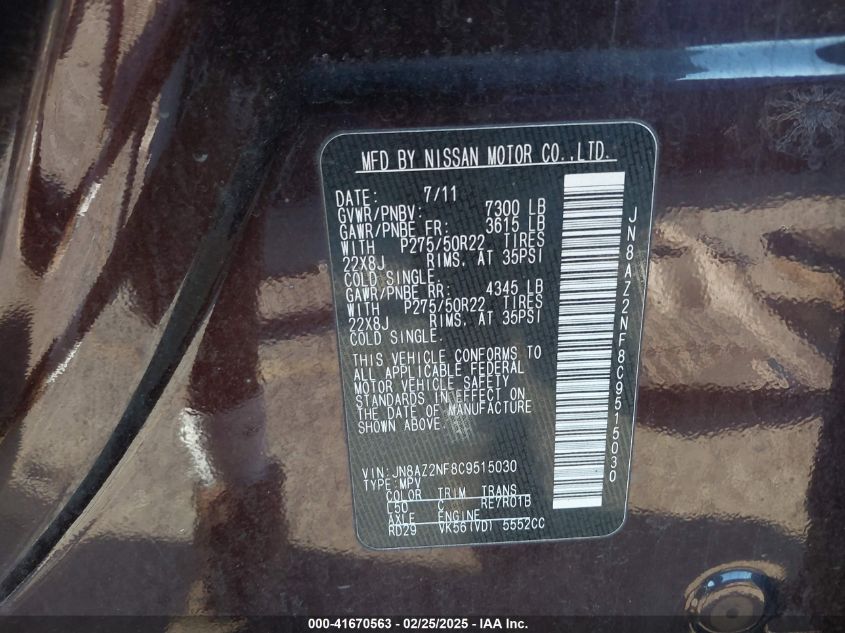 MFD BY NISSAN MOTOR CO.,LTD.
DATE: 7/11
GVWR/PNBV: 7300 LB
GAWR/PNBE FR: 3615 LB
WITH P275/50R22 TIRES
22X8J RIMS, AT 35PSI
COLD SINGLE.
GAWR/PNBE RR: 4345 LB
WITH P275/50R22 TIRES
22X8J RIMS, AT 35PSI
COLD SINGLE.
THIS VEHICLE CONFORMS TO
ALL APPLICABLE FEDERAL
MOTOR VEHICLE SAFETY
STANDARDS IN EFFECT ON
THE DATE OF MANUFACTURE
SHOWN ABOVE.
VIN:JN8AZ2NF8C9515030
TYPE:MPV
COLOR TRIM TRANS
L50 C RE7R01B
AXLE ENGINE
RD29 VK56(VD) 5552CC
JN8AZ2NF8C9515030
000-41670563 - 02/25/2025 - IAA Inc.